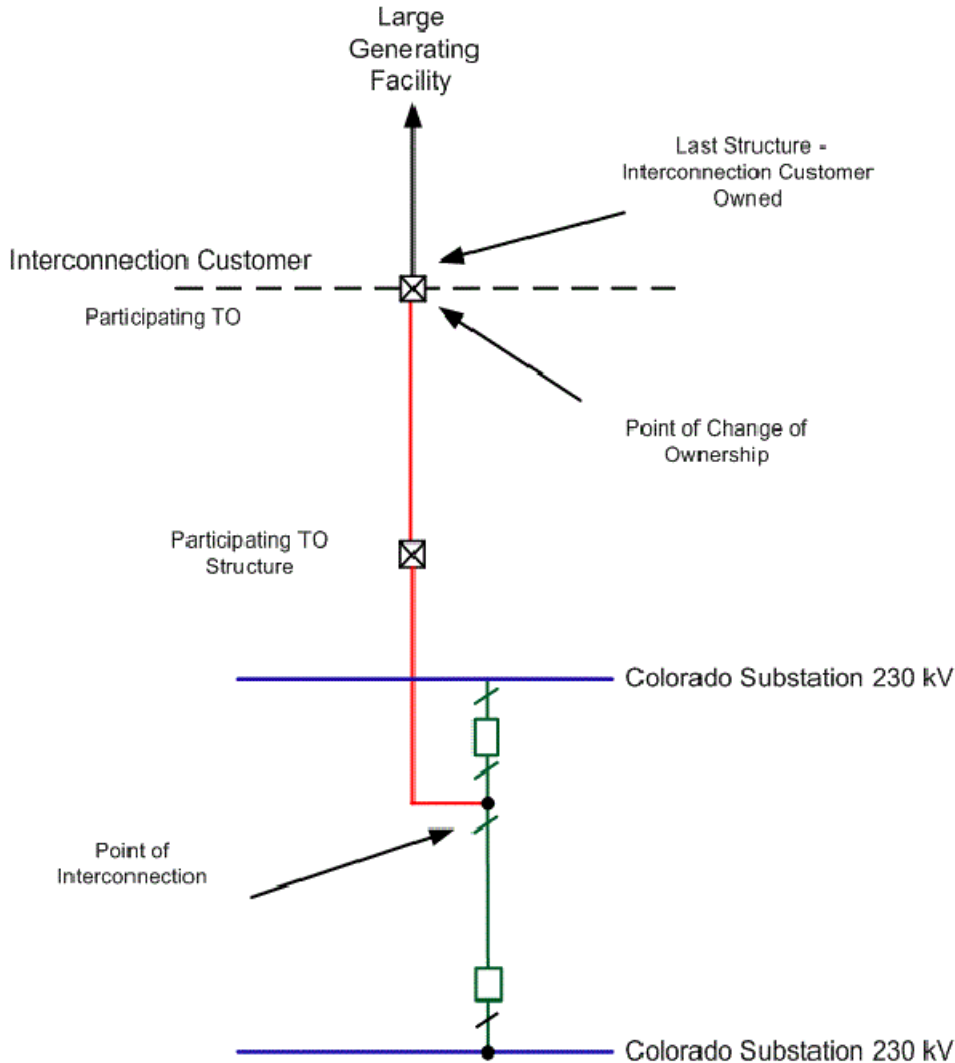 Large
Generating
Facility
Last Structure -
Interconnection Customer
Owned
Interconnection Customer
Participating TO
Point of Change of
Ownership
Participating TO
Structure
Colorado Substation 230 kV
Point of
Interconnection
Colorado Substation 230 kV